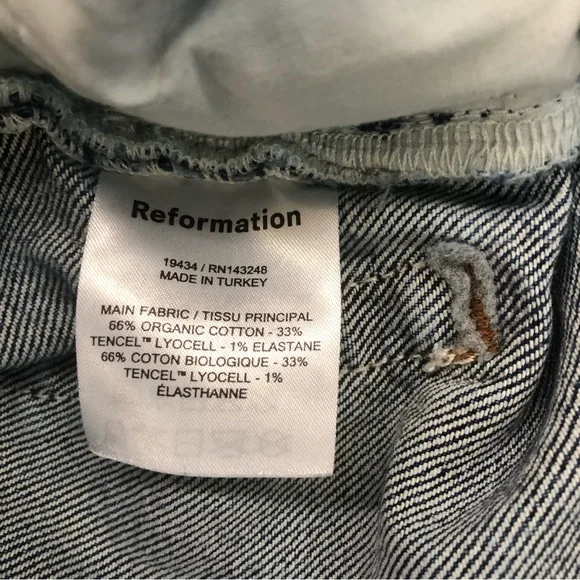 Reformation
19434 / RN143248
MADE IN TURKEY
MAIN FABRIC / TISSU PRINCIPAL
66% ORGANIC COTTON - 33%
TENCEL™ LYOCELL - 1% ELASTANE
66% COTON BIOLOGIQUE - 33%
TENCEL™ LYOCELL - 1%
ÉLASTHANNE